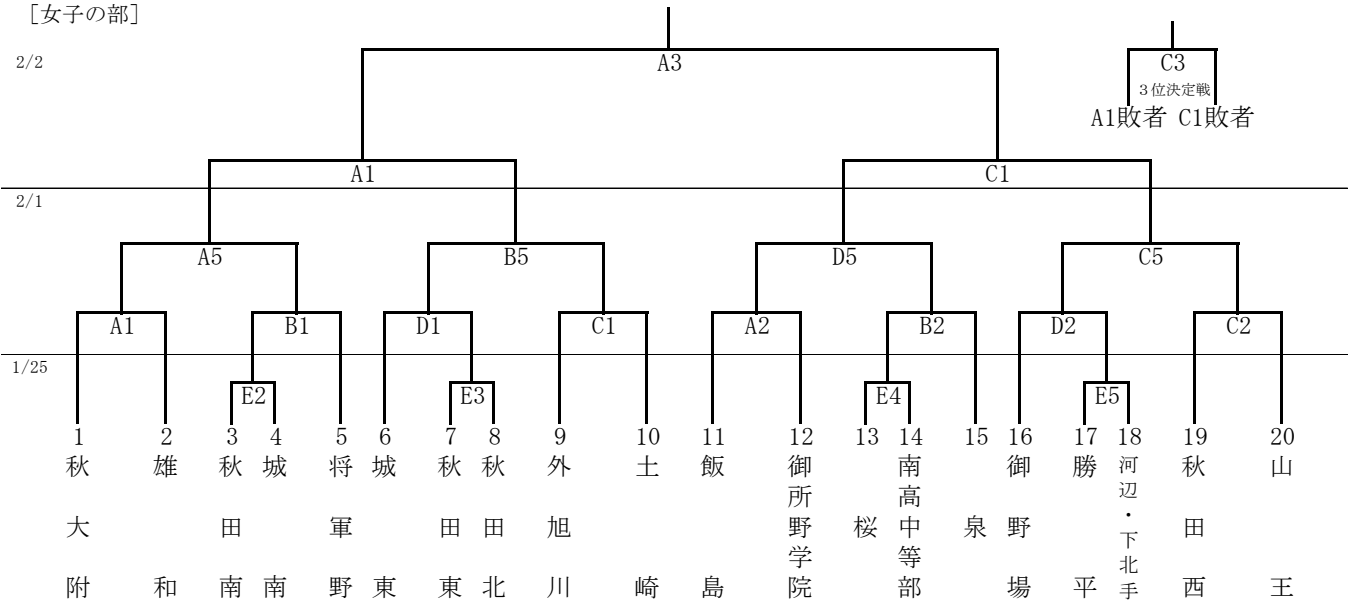 ［女子の部］
2/2
A3
C3
３位決定戦
A1敗者 C1敗者
A1
C1
2/1
A5
B5
D5
C5
A1
B1
D1
C1
A2
B2
D2
C2
1/25
E2
E3
E4
E5
1 2 3 4 5 6 7 8 9 10 11 12 13 14 15 16 17 18 19 20
秋大附
雄和
秋田南
城南
将軍野
城東
秋田東
秋田北
外旭川
土崎
飯島
御所野学院
桜
南高中等部
泉
御野場
勝平
河辺・下北手
秋田西
山王